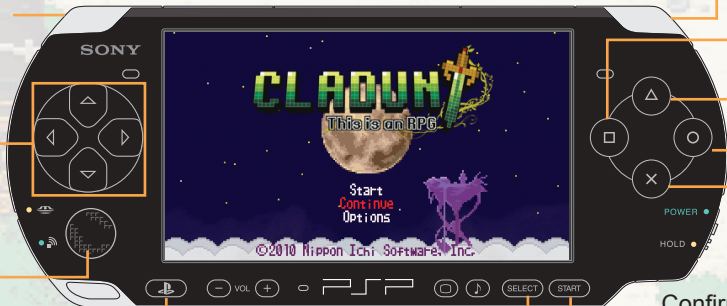 SONY
CLADUN
This is an RPG
Start
Continue
Options
©2010 Nippon Ichi Software, Inc.
POWER
HOLD
VOL
PSP
SELECT
START
Confir